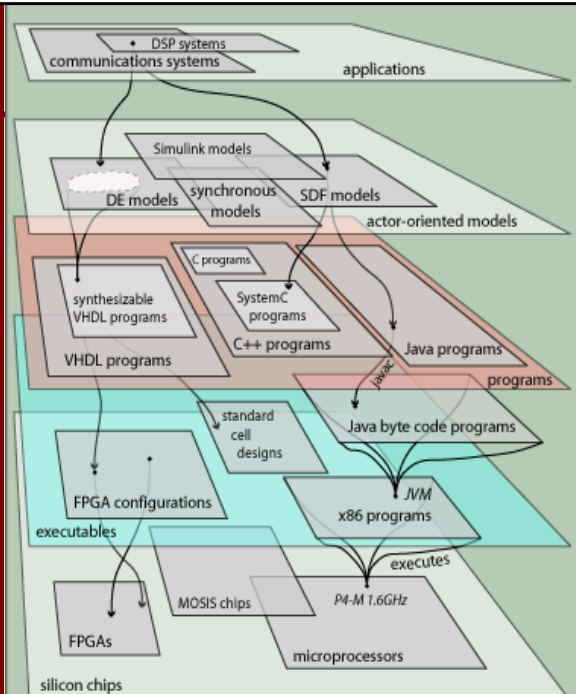 DSP systems
communications systems
applications
Simulink models
DE models
synchronous
models
SDF models
actor-oriented models
C programs
synthesizable
VHDL programs
SystemC
programs
VHDL programs
C++ programs
Java programs
javac
programs
standard
cell
designs
Java byte code programs
FPGA configurations
JVM
x86 programs
executables
executes
MOSIS chips
P4-M 1.6GHz
FPGAs
microprocessors
silicon chips